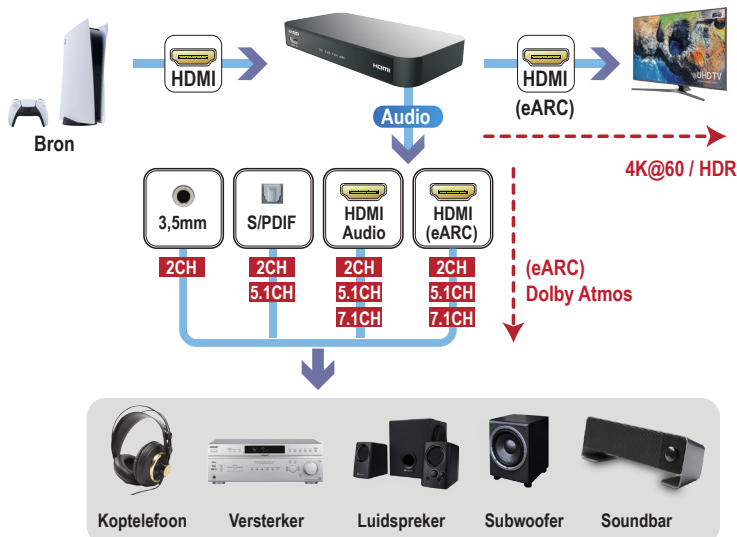 HDMI
HDMI
HDMI
(eARC)
UHDTV
Bron
Audio
4K@60 / HDR
3,5mm
S/PDIF
HDMI
Audio
HDMI
(eARC)
2CH
2CH
5.1CH
2CH
5.1CH
7.1CH
2CH
5.1CH
7.1CH
(eARC)
Dolby Atmos
Koptelefoon
Versterker
Luidspreker
Subwoofer
Soundbar